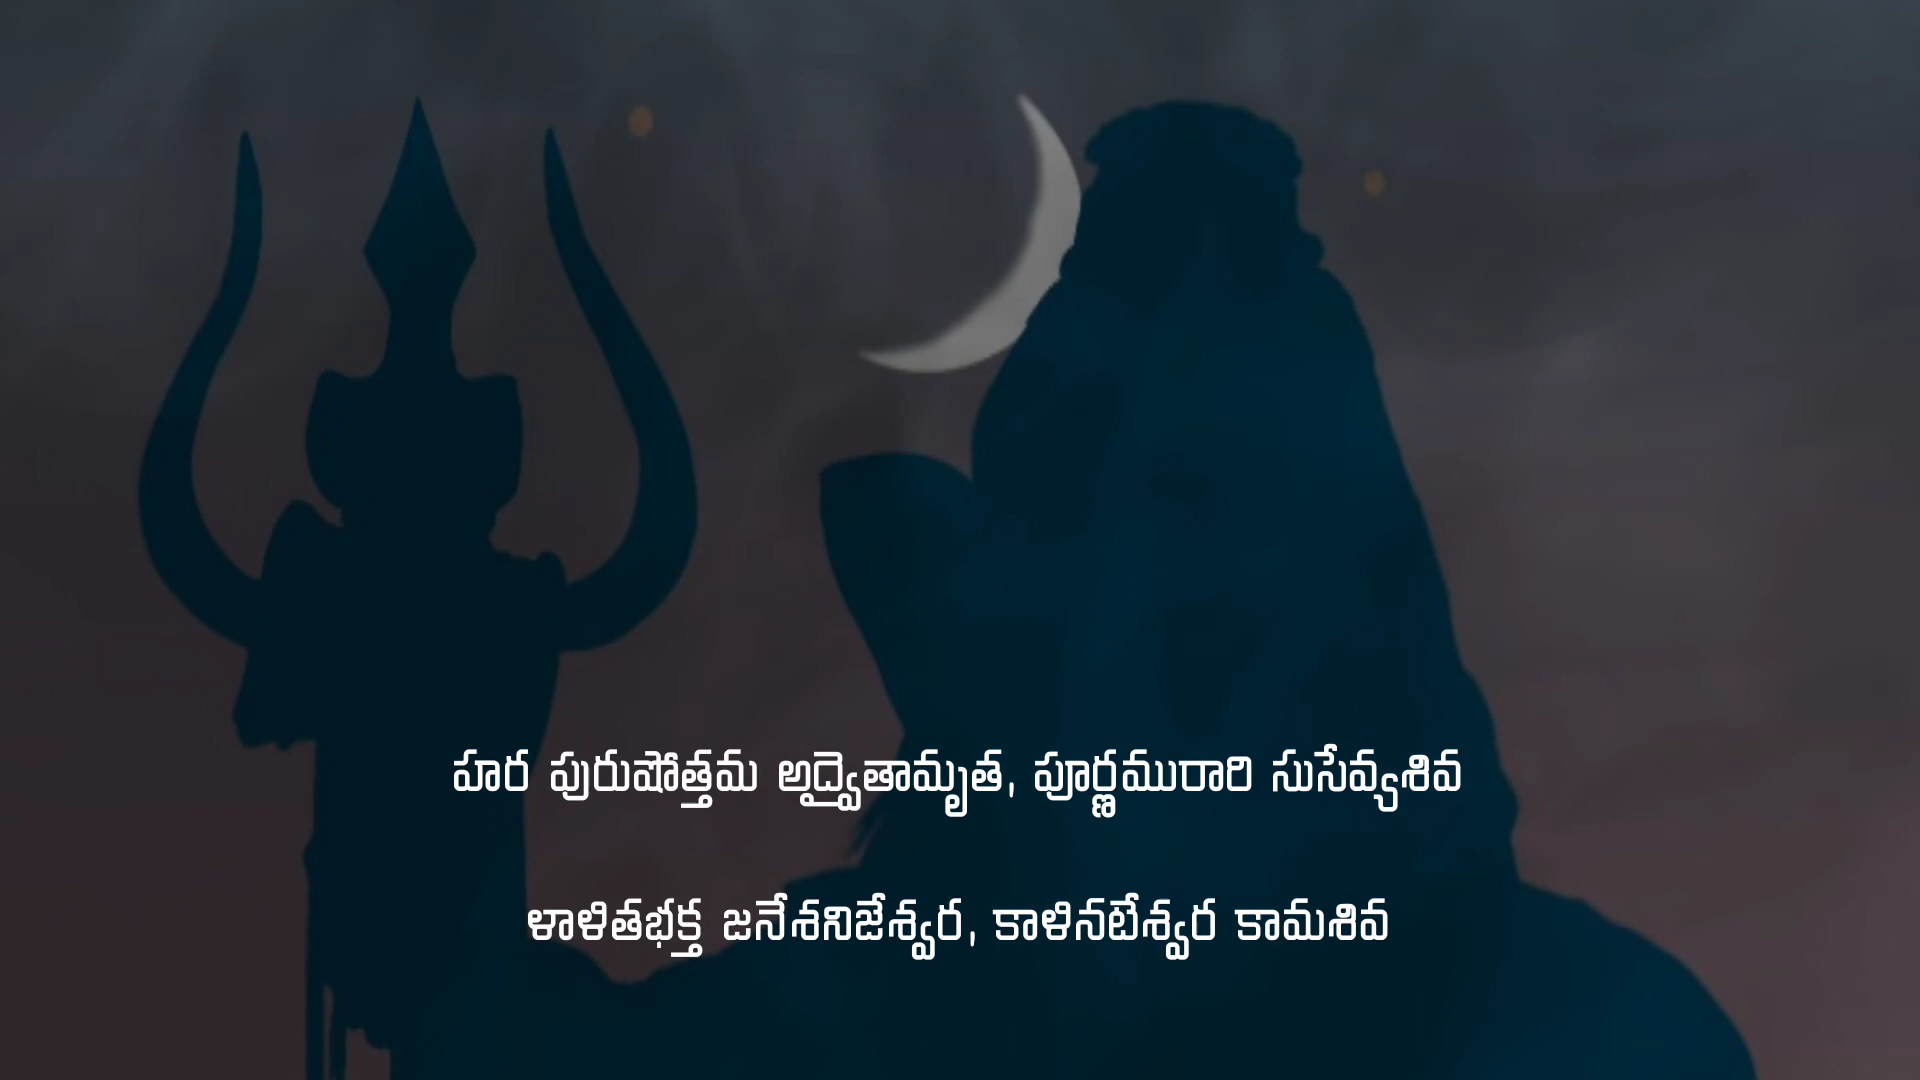 హర పురుషోత్తమ అద్వైతామృత, పూర్ణమురారి సుసేవ్యశివ
ళాళితభక్త జనేశనిజేశ్వర, కాళినటేశ్వర కామశివ